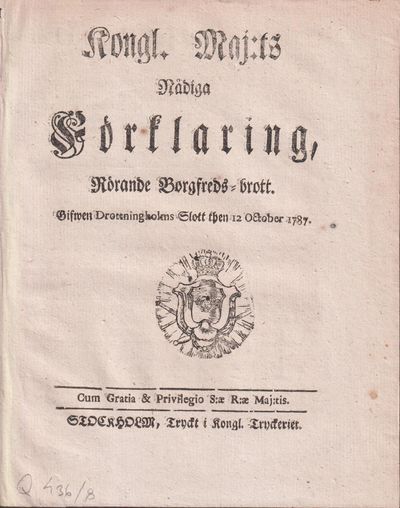 Kongl. Maj:ts
Nådiga
Förklaring,
Rörande Borgfreds-brott.
Gifwen Drottningholms Slott then 12 October 1787.
Cum Gratia & Privilegio S:æ R:æ Maj:tis.
STOCKHOLM, Tryckt i Kongl. Tryckeriet.
Q 436/8